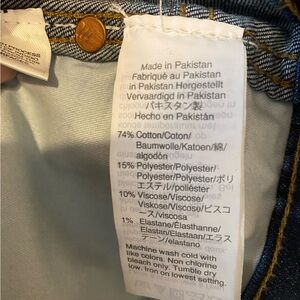 Made in Pakistan
Fabriqué au Pakistan
in Pakistan Hergestellt
Vervaardigd in Pakistan
パキスタン製
Hecho en Pakistán
74% Cotton/Coton/
Baumwolle/Katoen/綿/
algodón
15% Polyester/Polyester/
Polyester/Polyester/ポリ
エステル/poliéster
10% Viscose/Viscose/
Viskose/Viscose/ビスコ
ース/viscosa
1% Elastane/Élasthanne/
Elastan/Elastaan/エラス
テーン/elastano.
Machine wash cold with
like colors. Non chlorine
bleach only. Tumble dry
low. Iron on lowest setting.